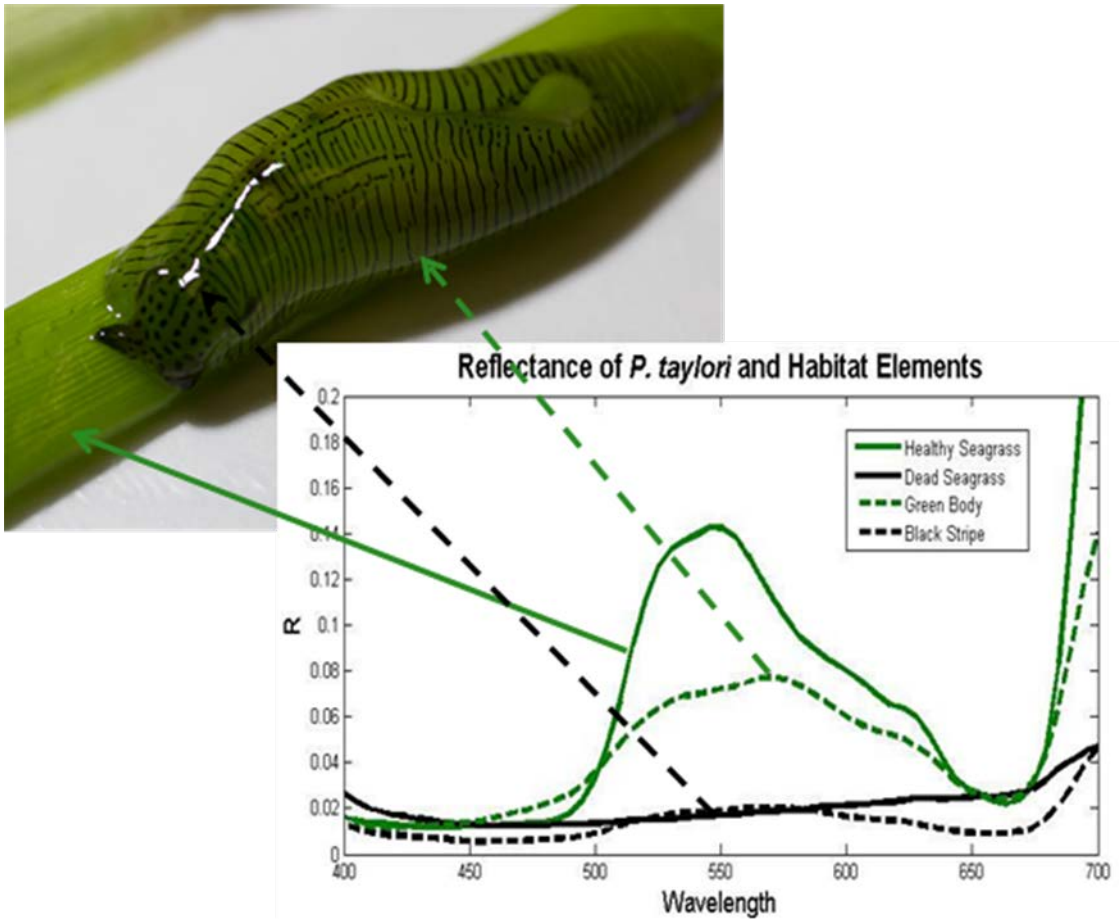 Reflectance of P. taylori and Habitat Elements
0.2
0.18
0.16
0.14
0.12
0.1
0.08
0.06
0.04
0.02
0
R
Healthy Seagrass
Dead Seagrass
Green Body
Black Stripe
400
450
500
550
600
650
700
Wavelength